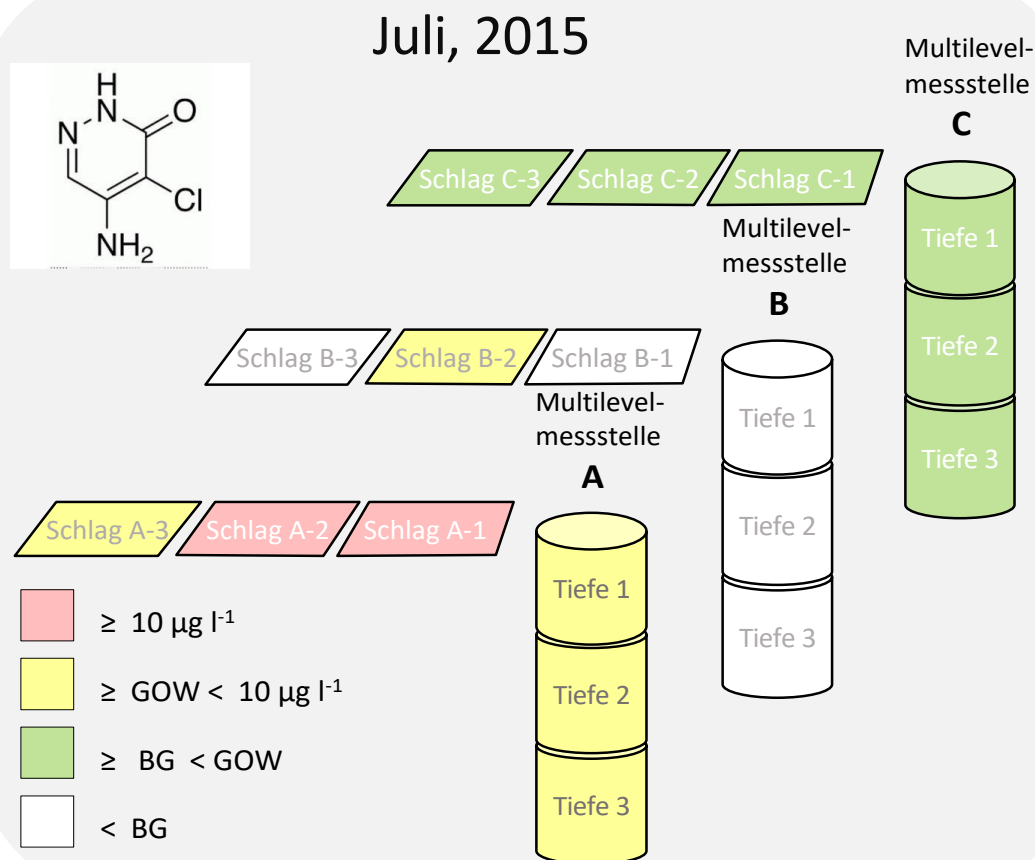 Juli, 2015
H
N
NH
O
Cl
NH2
Multilevel-
messstelle
C
Schlag C-3
Schlag C-2
Schlag C-1
Tiefe 1
Tiefe 2
Tiefe 3
Multilevel-
messstelle
B
Schlag B-3
Schlag B-2
Schlag B-1
Tiefe 1
Tiefe 2
Tiefe 3
Multilevel-
messstelle
A
Schlag A-3
Schlag A-2
Schlag A-1
Tiefe 1
Tiefe 2
Tiefe 3
≥ 10 µg l-1
≥ GOW < 10 µg l-1
≥ BG < GOW
< BG